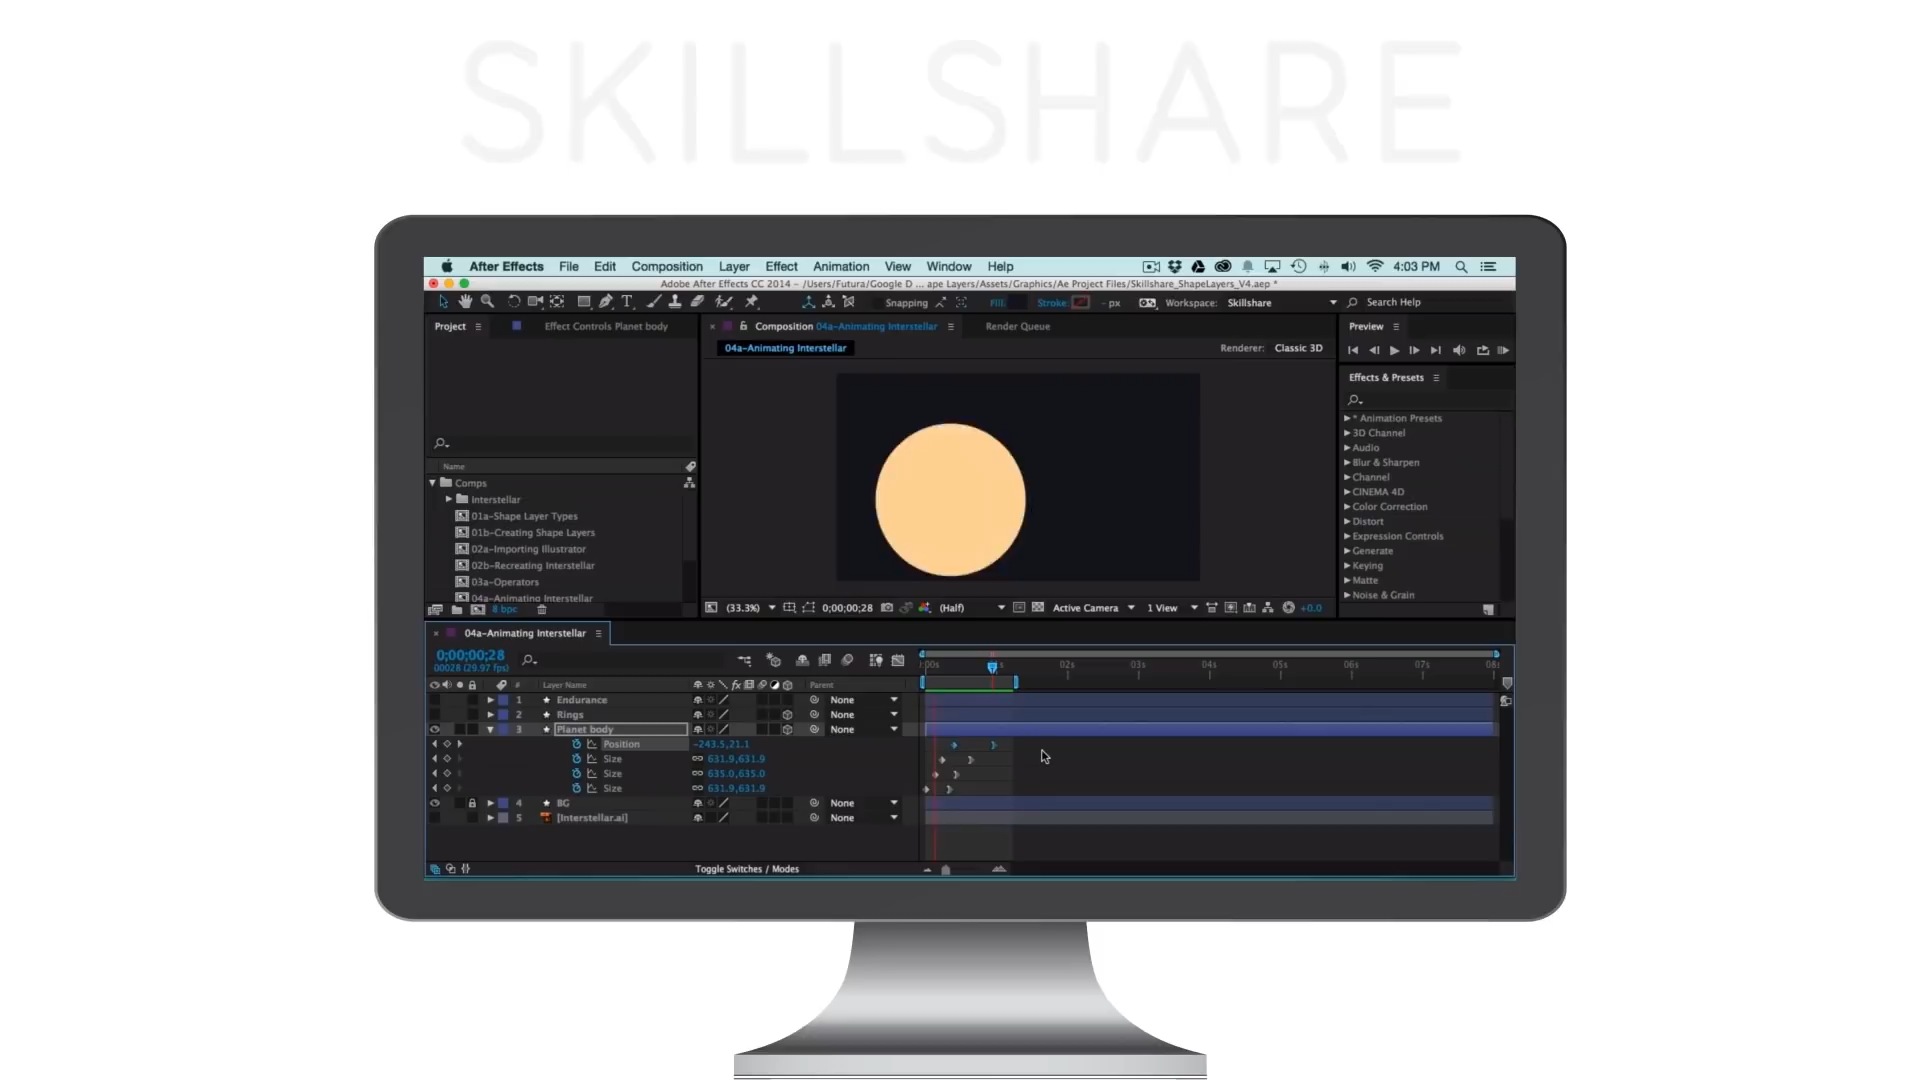 SKILLSHARE
After Effects File Edit Composition Layer Effect Animation View Window Help 4:03 PM
Adobe After Effects CC 2014 – /Users/Futura/Google D ... ape Layers/Assets/Graphics/Ae Project Files/Skillshare_ShapeLayers_V4.aep *
T Snapping Fill Stroke – px Workspace: Skillshare Search Help
Project Effect Controls Planet body × Composition 04a-Animating Interstellar Render Queue Preview
04a-Animating Interstellar Renderer: Classic 3D
Effects & Presets
* Animation Presets
3D Channel
Audio
Blur & Sharpen
Channel
CINEMA 4D
Color Correction
Distort
Expression Controls
Generate
Keying
Matte
Noise & Grain
Name
Comps
Interstellar
01a-Shape Layer Types
01b-Creating Shape Layers
02a-Importing Illustrator
02b-Recreating Interstellar
03a-Operators
04a-Animating Interstellar
8 bpc (33.3%) 0;00;00;28 (Half) Active Camera 1 View +0.0
× 04a-Animating Interstellar
0;00;00;28
00028 (29.97 fps)
:00s 02s 03s 04s 05s 06s 07s 08s
# Layer Name fx Parent
1 Endurance None
2 Rings None
3 Planet body None
Position -243.5,21.1
Size 631.9,631.9
Size 635.0,635.0
Size 631.9,631.9
4 BG None
5 [Interstellar.ai] None
Toggle Switches / Modes